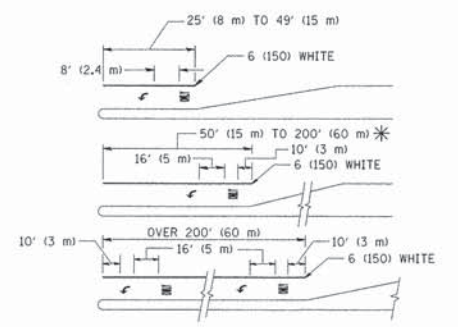 25' (8 m) TO 49' (15 m)
6 (150) WHITE
8' (2.4 m)
50' (15 m) TO 200' (60 m) *
16' (5 m)
10' (3 m)
6 (150) WHITE
OVER 200' (60 m)
10' (3 m)
16' (5 m)
10' (3 m)
6 (150) WHITE